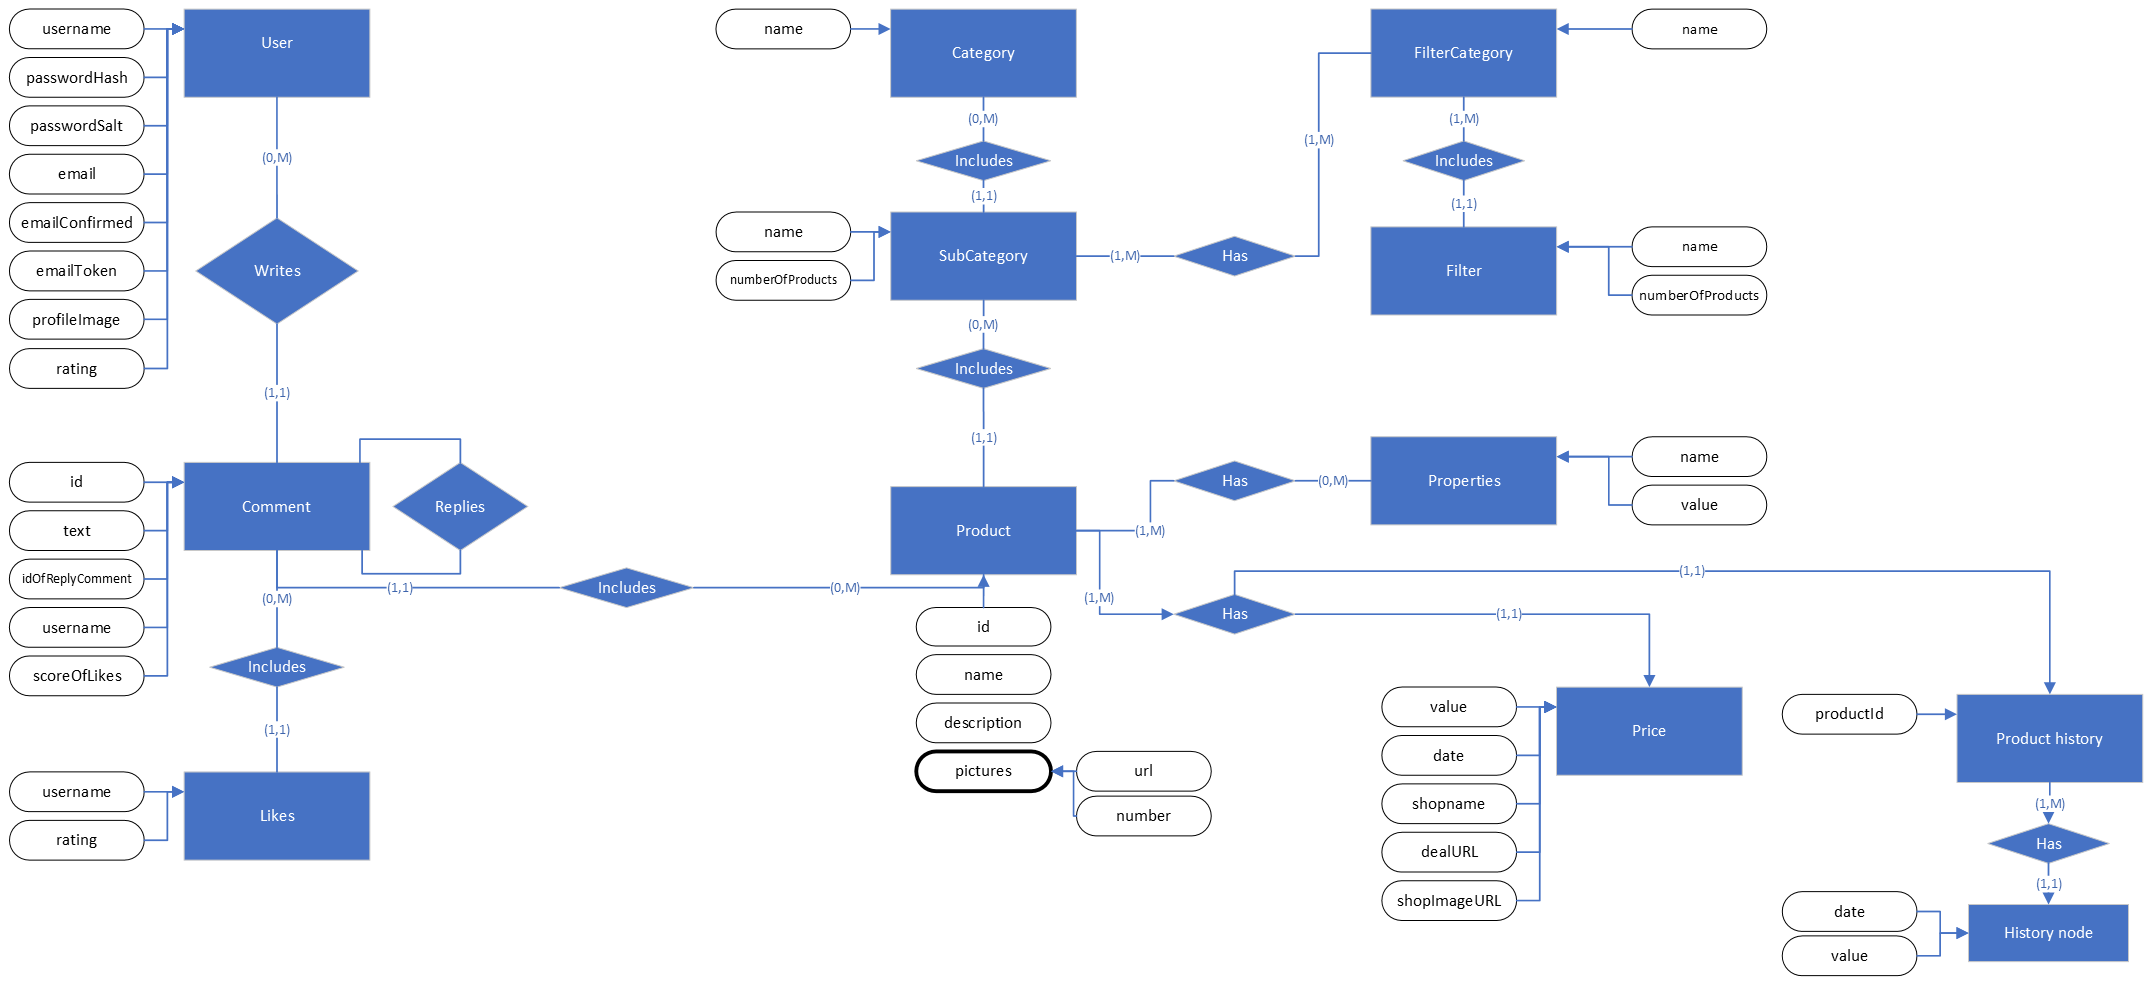 username
passwordHash
passwordSalt
email
emailConfirmed
emailToken
profileImage
rating
User
(0,M)
Writes
(1,1)
id
text
idOfReplyComment
username
scoreOfLikes
Comment
Replies
(1,1)
Includes
(0,M)
(0,M)
Includes
(1,1)
username
rating
Likes
name
Category
(0,M)
Includes
(1,1)
name
numberOfProducts
SubCategory
(1,M)
Has
(1,M)
FilterCategory
name
(1,M)
Includes
(1,1)
Filter
name
numberOfProducts
(0,M)
Includes
(1,1)
Product
(1,M)
Has
(0,M)
Properties
name
value
(1,M)
Has
(1,1)
(1,1)
id
name
description
pictures
url
number
value
date
shopname
dealURL
shopImageURL
Price
productId
Product history
(1,M)
Has
(1,1)
date
value
History node